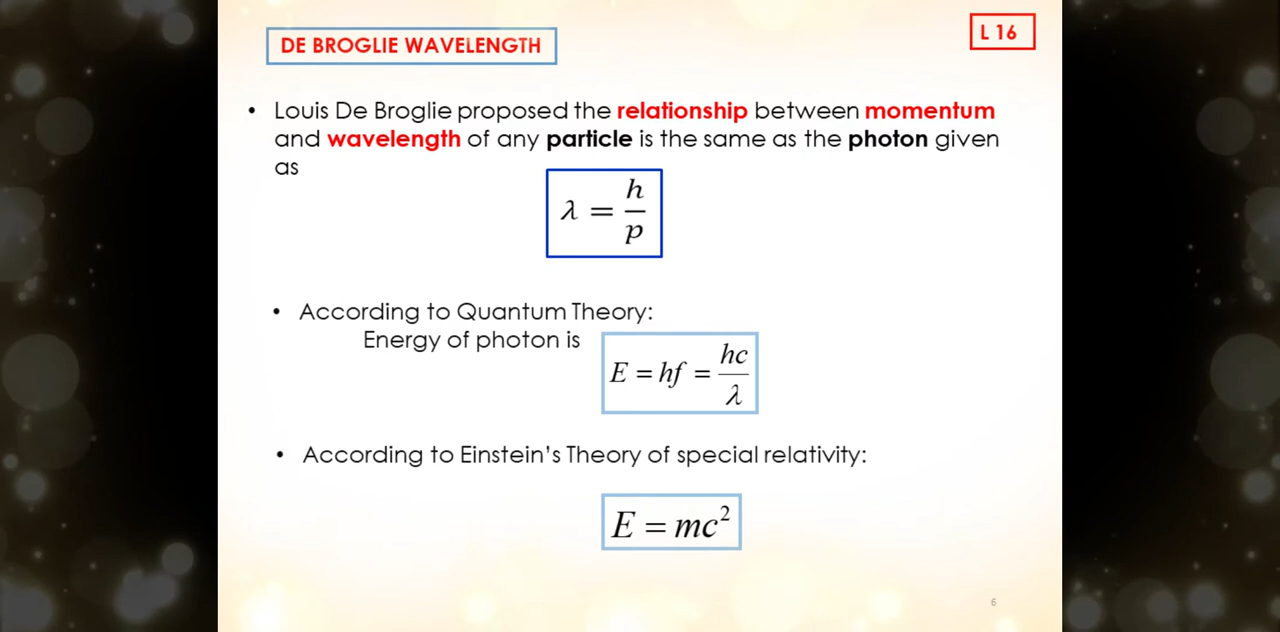 DE BROGLIE WAVELENGTH
L 16
• Louis De Broglie proposed the relationship between momentum
and wavelength of any particle is the same as the photon given
as
λ = h/p
• According to Quantum Theory:
Energy of photon is
E = hf = hc/λ
• According to Einstein’s Theory of special relativity:
E = mc²
6